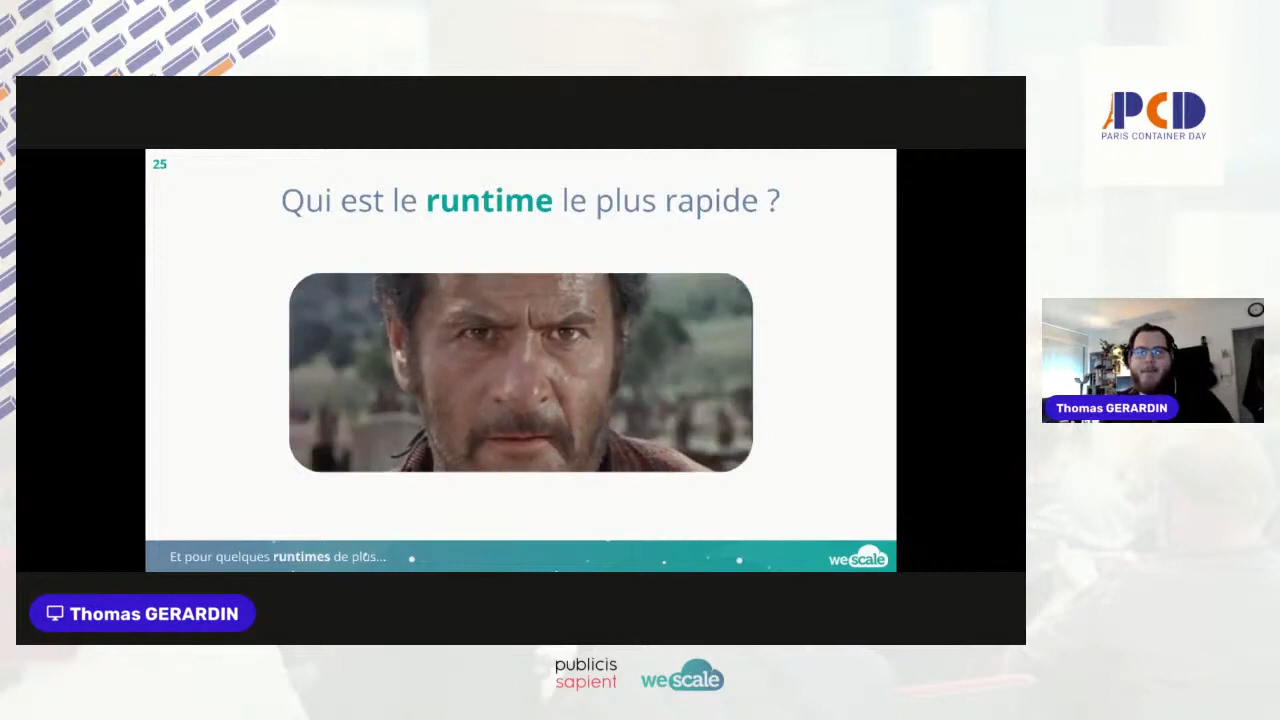 PCD
PARIS CONTAINER DAY
25
Qui est le runtime le plus rapide ?
Et pour quelques runtimes de plus...
wescale
Thomas GERARDIN
Thomas GERARDIN
publicis
sapient
wescale